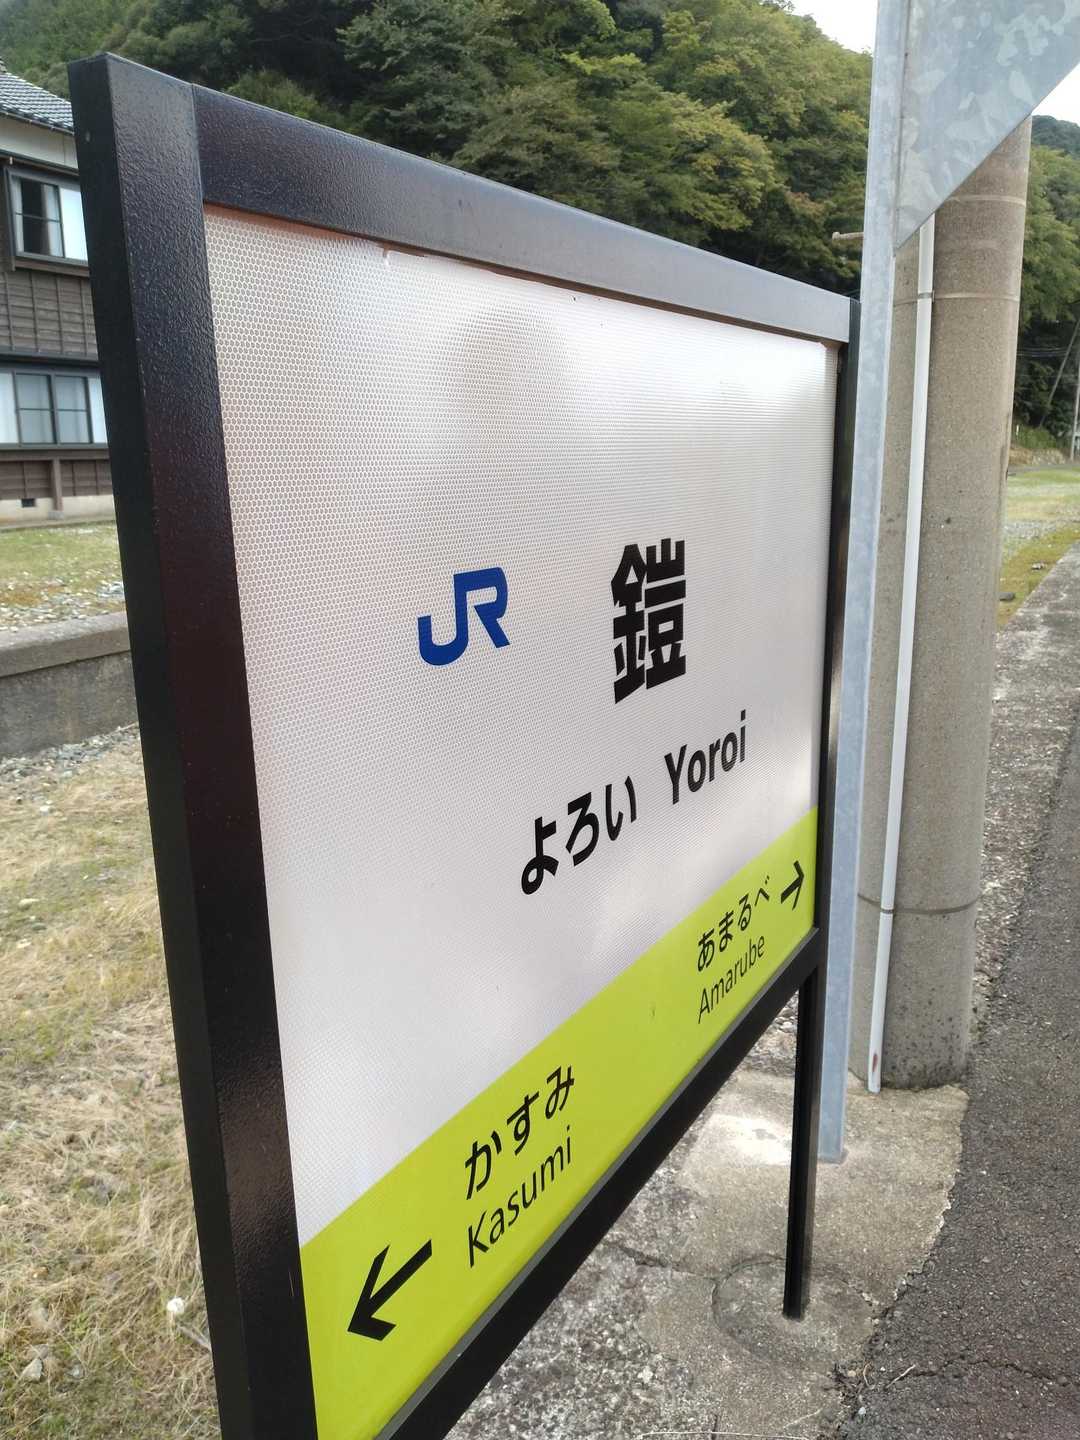 JR 鎧
よろい Yoroi
あまるべ →
Amarube
かすみ
← Kasumi